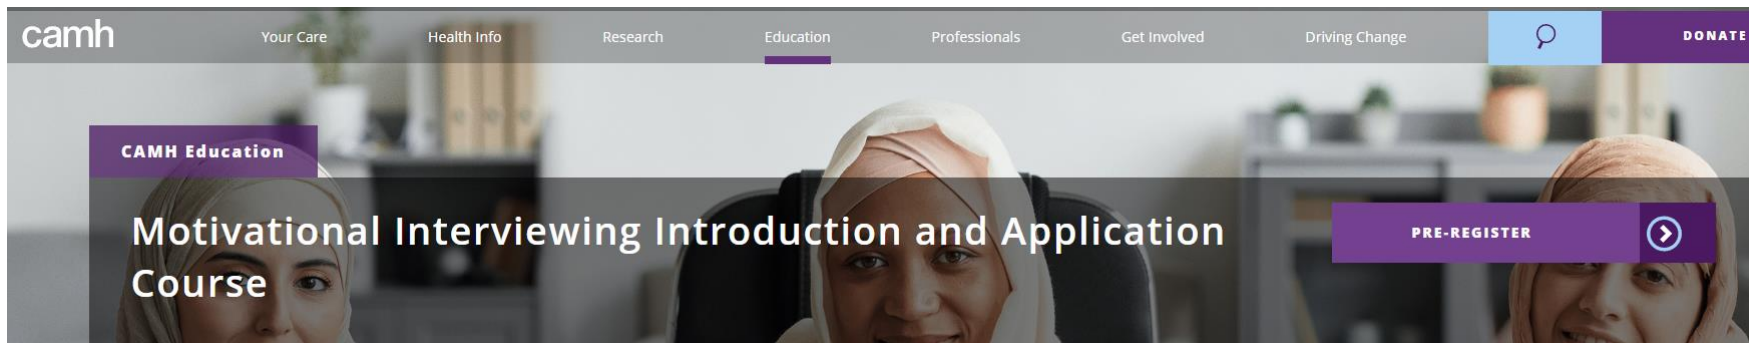 camh
Your Care
Health Info
Research
Education
Professionals
Get Involved
Driving Change
DONATE
CAMH Education
Motivational Interviewing Introduction and Application
Course
PRE-REGISTER